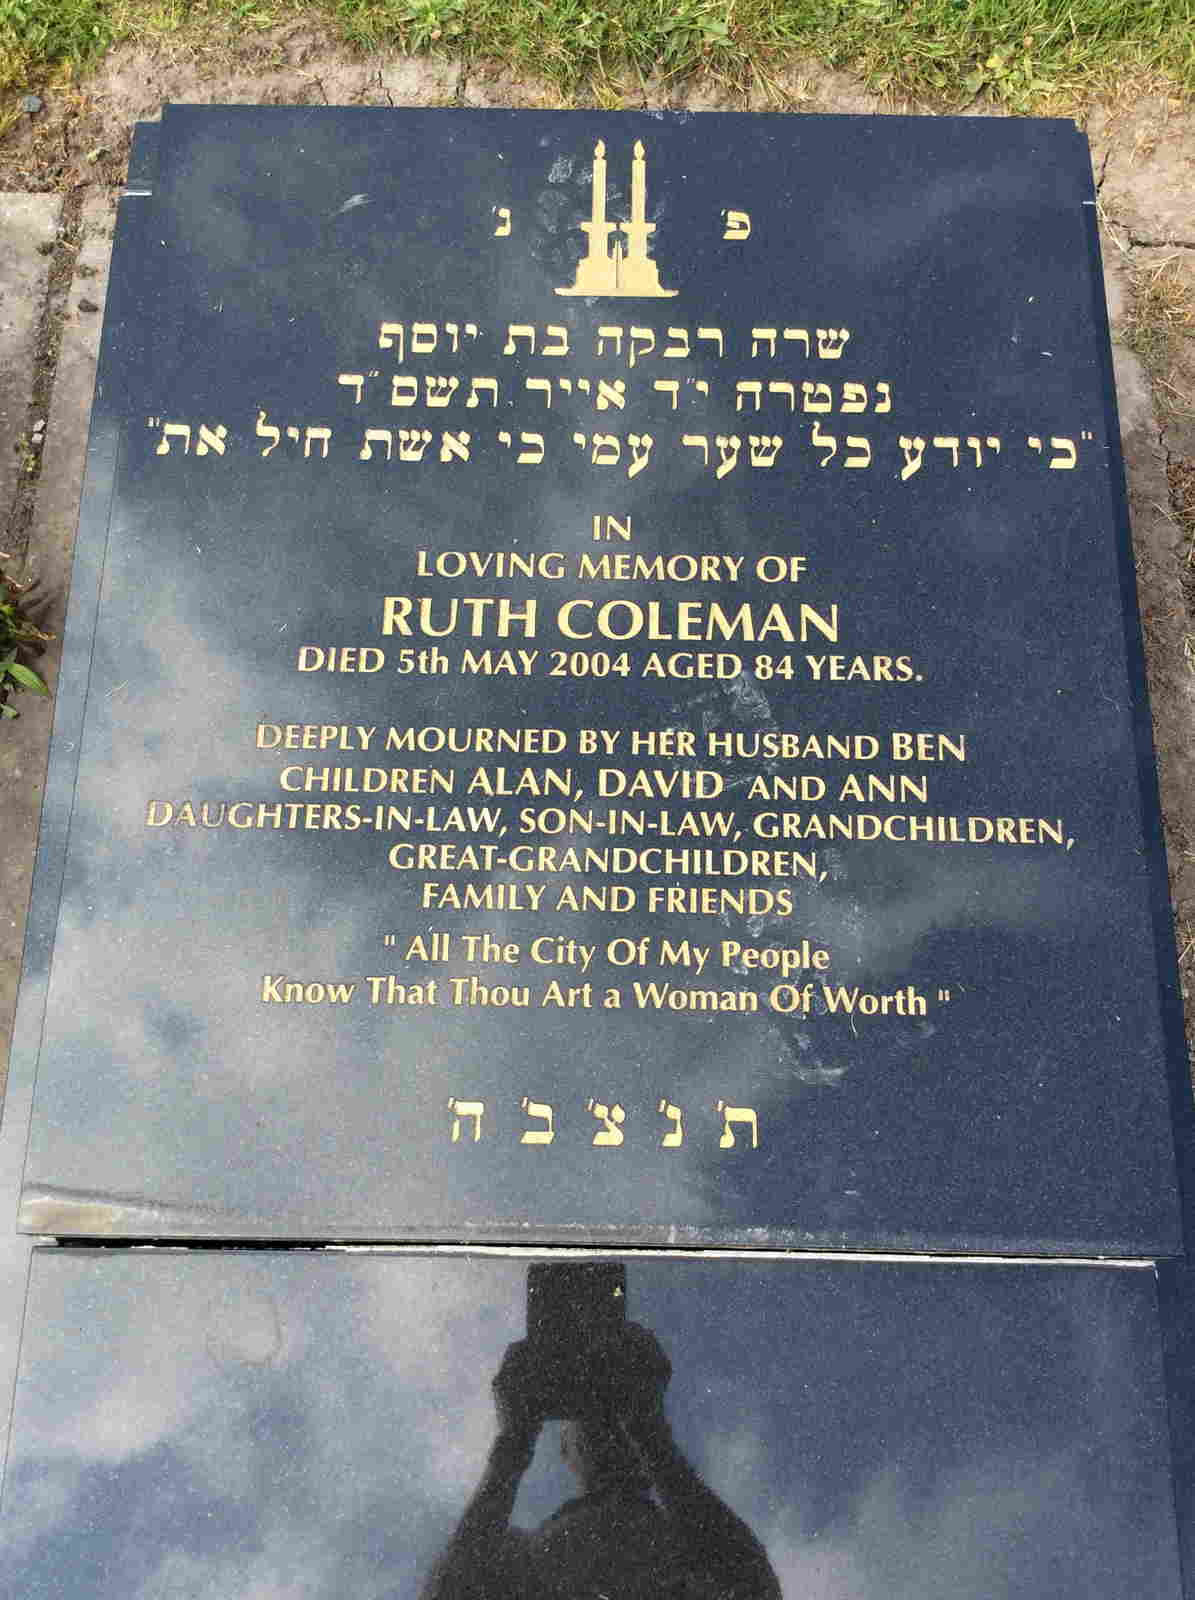 פ' נ'
שרה רבקה בת יוסף
נפטרה י"ד אייר תשס"ד
"כי יודע כל שער עמי כי אשת חיל את"
IN
LOVING MEMORY OF
RUTH COLEMAN
DIED 5th MAY 2004 AGED 84 YEARS.
DEEPLY MOURNED BY HER HUSBAND BEN
CHILDREN ALAN, DAVID AND ANN
DAUGHTERS-IN-LAW, SON-IN-LAW, GRANDCHILDREN,
GREAT-GRANDCHILDREN,
FAMILY AND FRIENDS
" All The City Of My People
Know That Thou Art a Woman Of Worth "
ת' נ' צ' ב' ה'